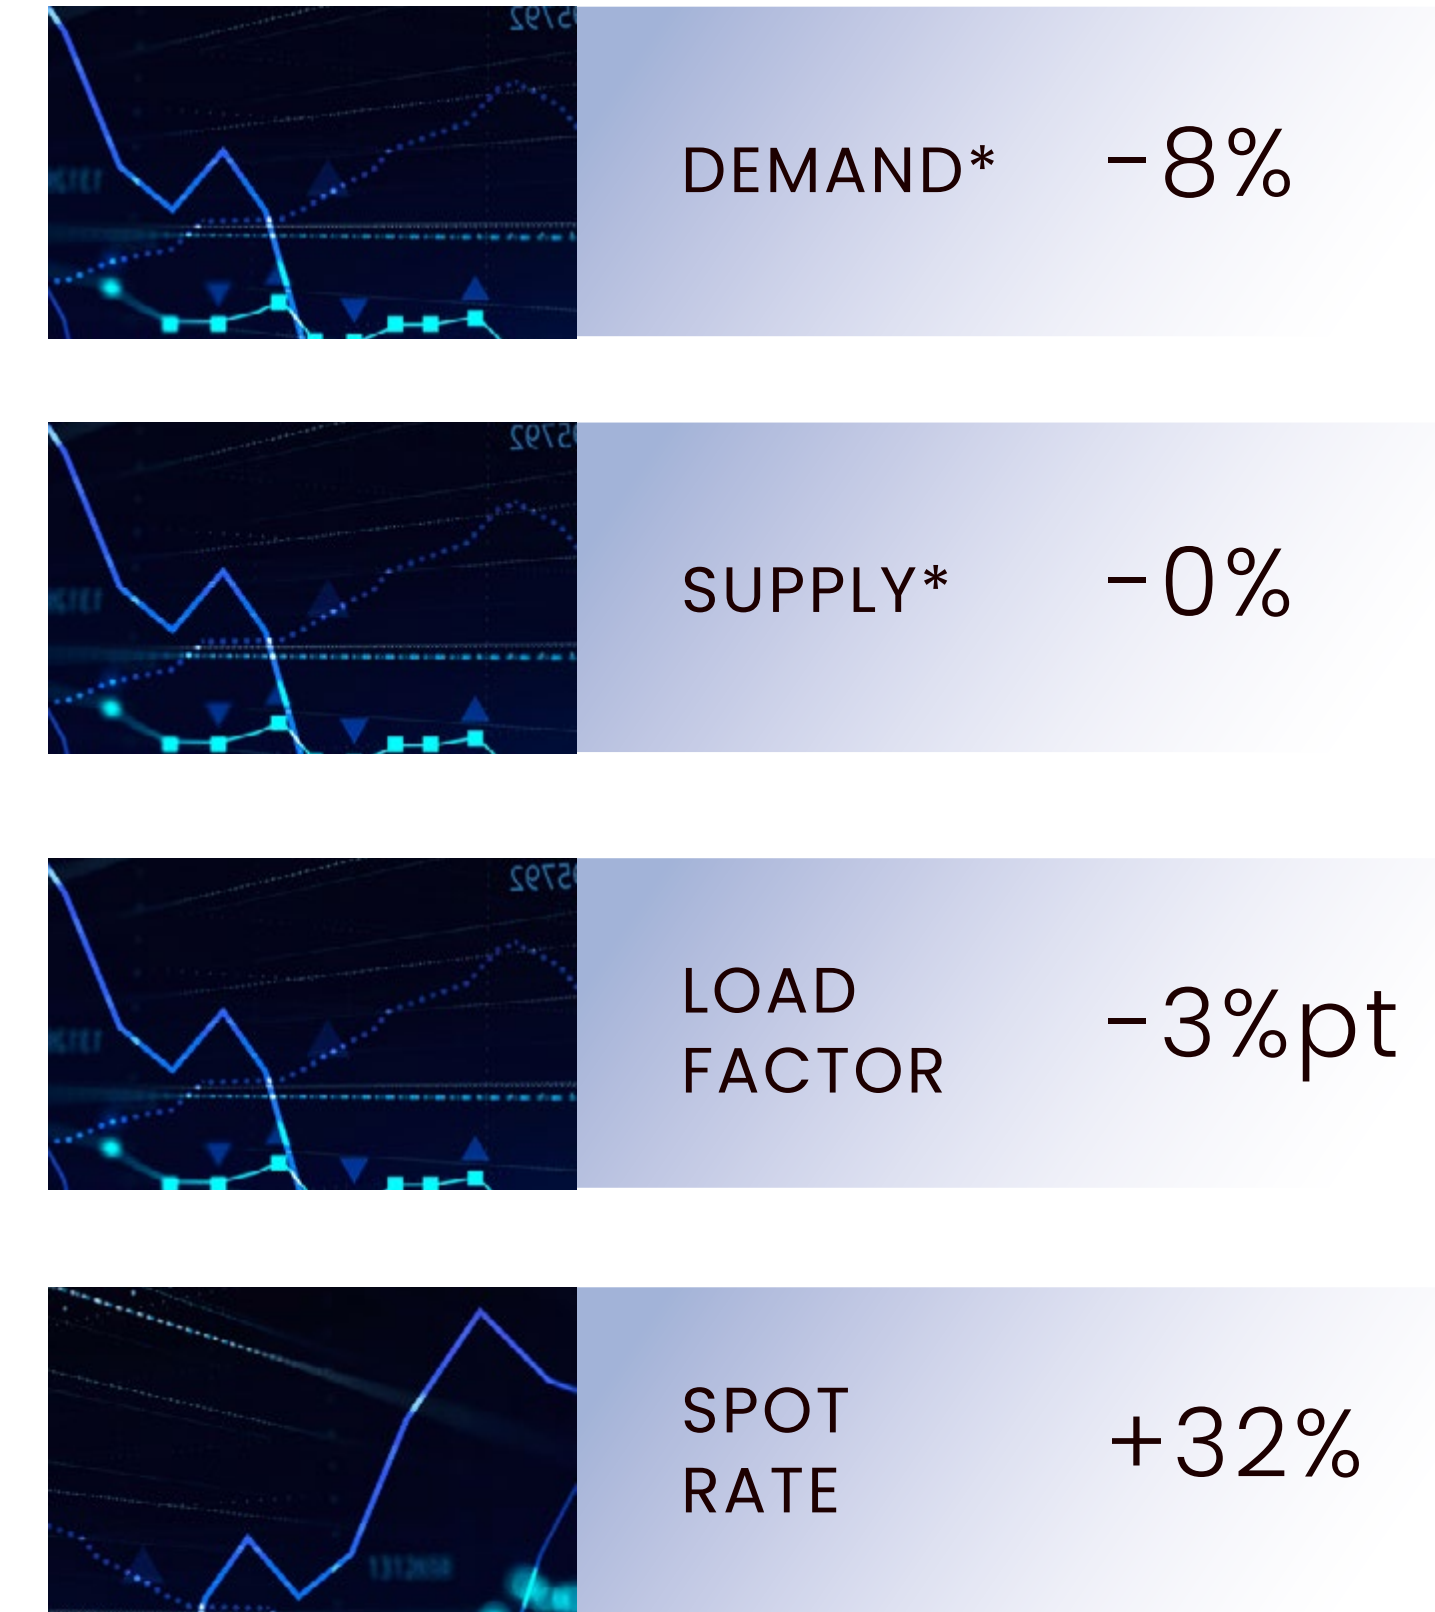 DEMAND* -8%
SUPPLY* -0%
LOAD
FACTOR
-3%pt
SPOT
RATE
+32%